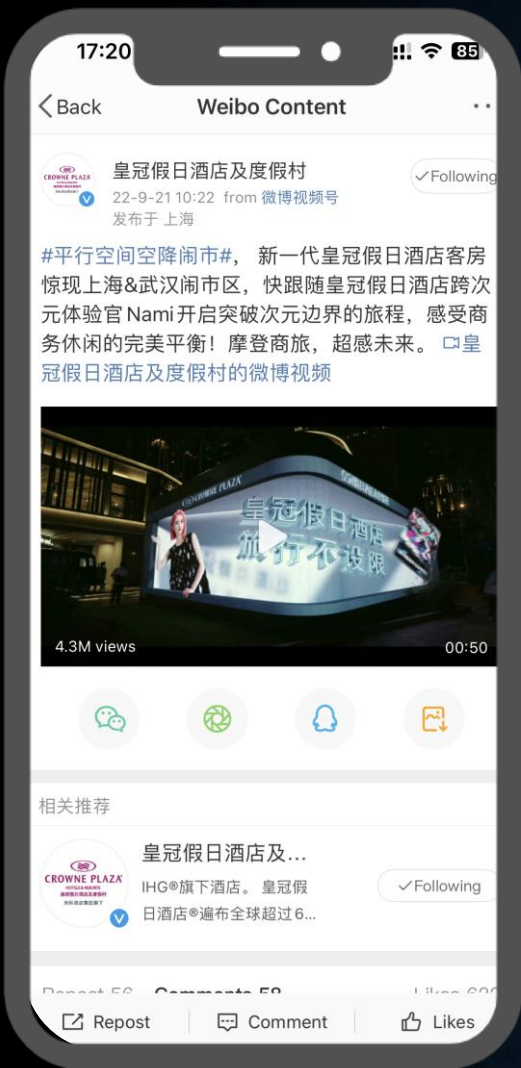 17:20
85
Back
Weibo Content
CROWNE PLAZA
皇冠假日酒店及度假村
Following
22-9-21 10:22 from 微博视频号
发布于 上海
#平行空间空降闹市#， 新一代皇冠假日酒店客房
惊现上海&武汉闹市区，快跟随皇冠假日酒店跨次
元体验官 Nami 开启突破次元边界的旅程，感受商
务休闲的完美平衡！摩登商旅，超感未来。 皇
冠假日酒店及度假村的微博视频
CROWNE PLAZA
皇冠假日酒店
旅行不设限
4.3M views
00:50
相关推荐
皇冠假日酒店及...
CROWNE PLAZA
HOTELS & RESORTS
IHG®旗下酒店。 皇冠假
日酒店®遍布全球超过6...
Following
Repost 56
Comments 58
Likes 622
Repost
Comment
Likes